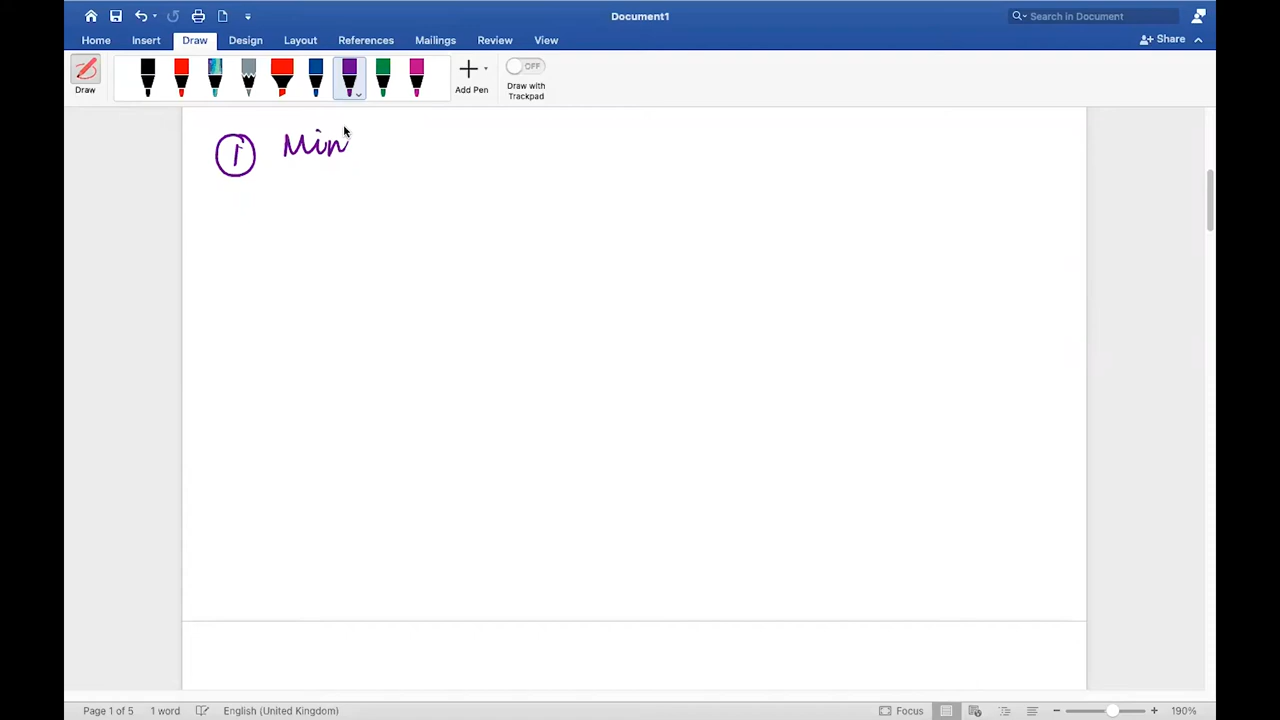 Document1
Search in Document
Home Insert Draw Design Layout References Mailings Review View
Share
Draw
Add Pen
OFF
Draw with
Trackpad
① Min
Page 1 of 5 1 word English (United Kingdom) Focus 190%